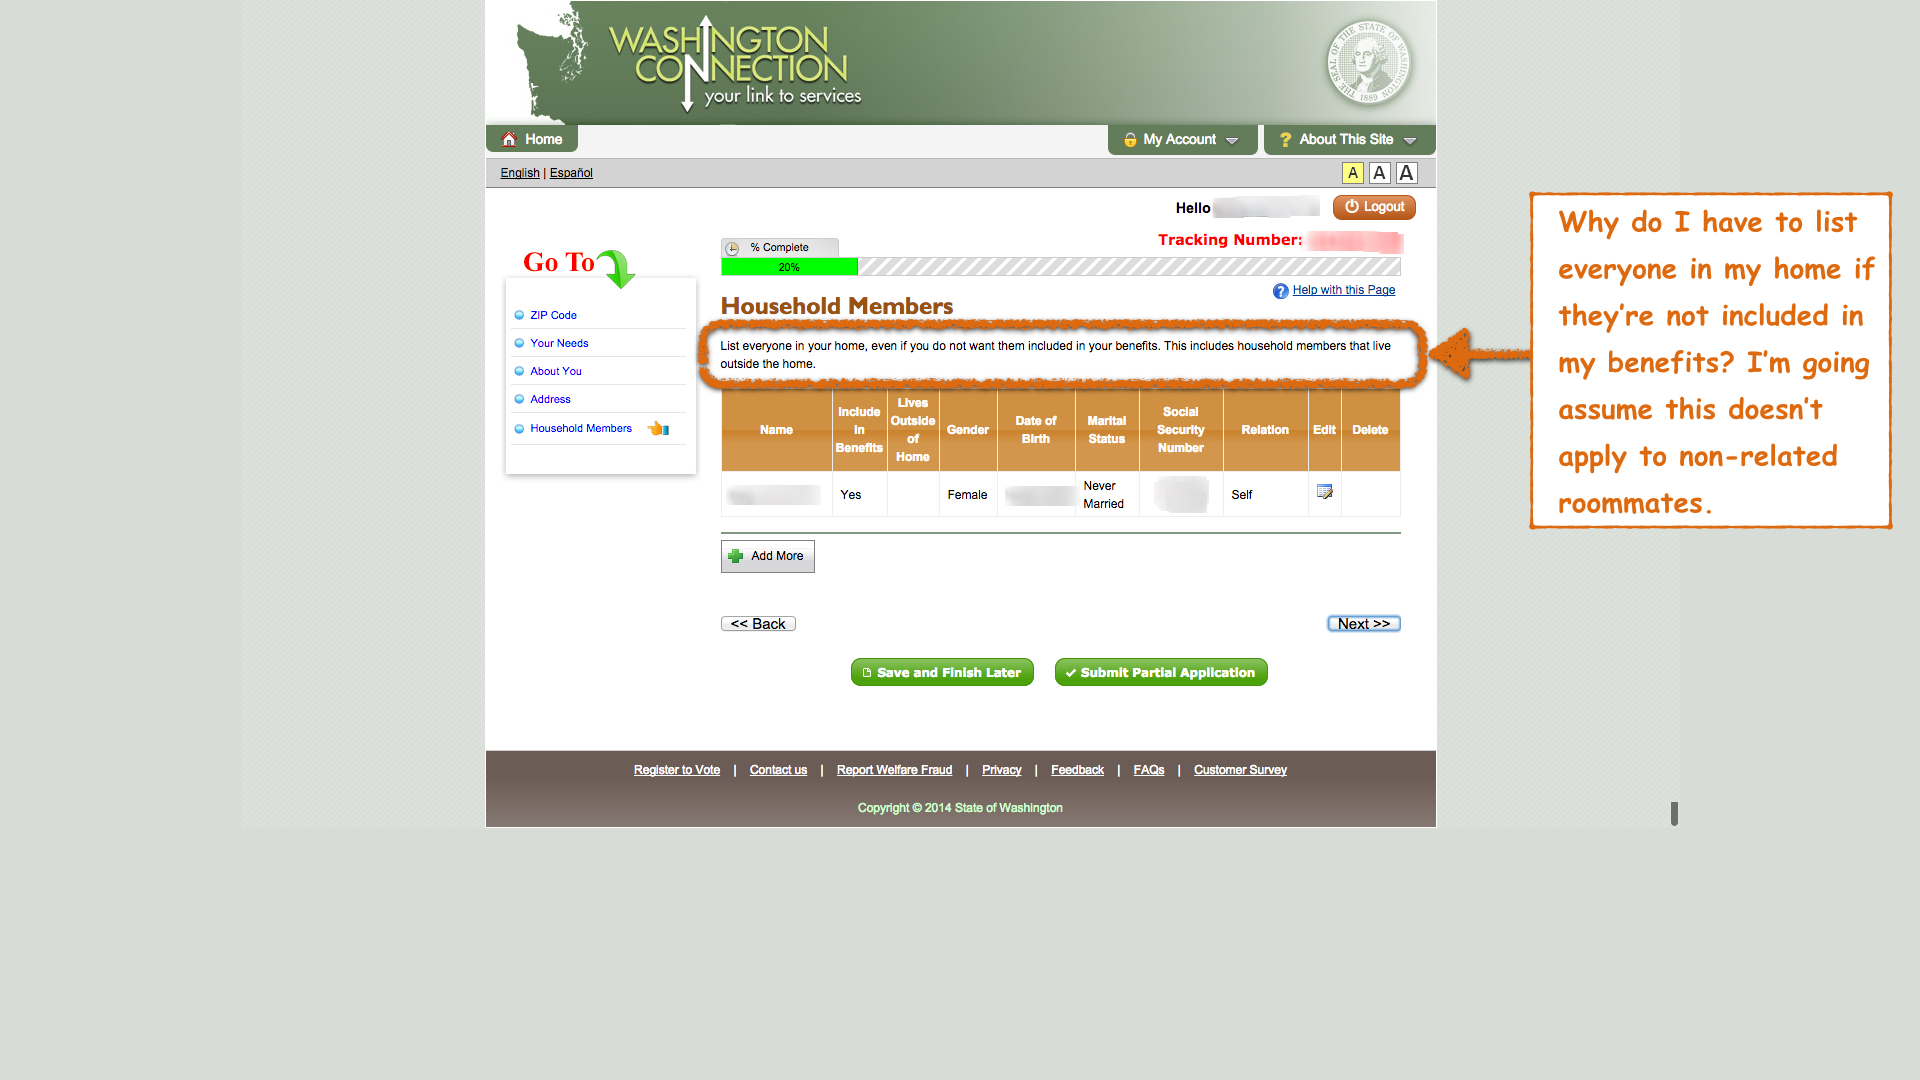 WASHINGTON
CONNECTION
your link to services
THE SEAL OF THE STATE OF WASHINGTON
1889
Home
My Account
? About This Site
English | Español
A A A
Hello
Logout
Tracking Number:
% Complete
20%
? Help with this Page
Go To
ZIP Code
Your Needs
About You
Address
Household Members
Household Members
List everyone in your home, even if you do not want them included in your benefits. This includes household members that live
outside the home.
Name
Include
in
Benefits
Lives
Outside
of
Home
Gender
Date of
Birth
Marital
Status
Social
Security
Number
Relation
Edit
Delete
Yes
Female
Never
Married
Self
Add More
<< Back
Next >>
Save and Finish Later
Submit Partial Application
Register to Vote | Contact us | Report Welfare Fraud | Privacy | Feedback | FAQs | Customer Survey
Copyright © 2014 State of Washington
Why do I have to list
everyone in my home if
they're not included in
my benefits? I'm going
assume this doesn't
apply to non-related
roommates.